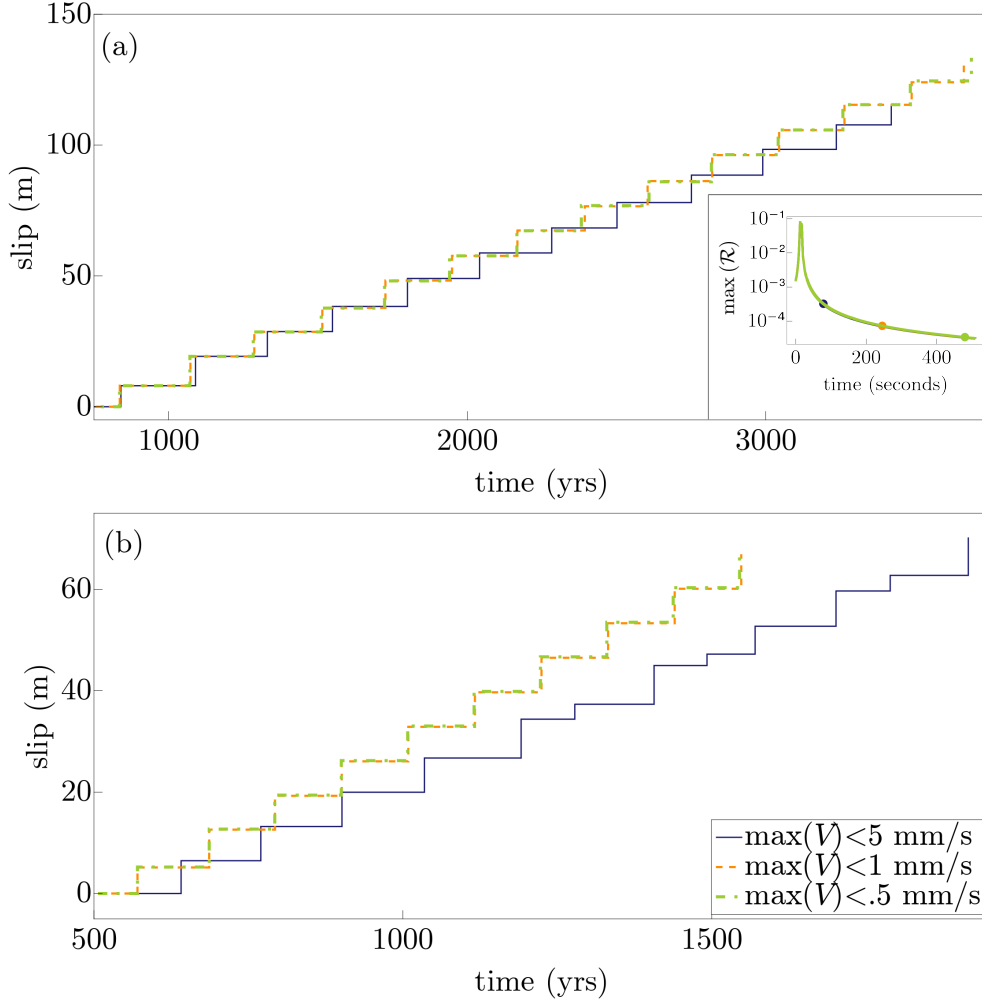 150
(a)
100
50
0
slip (m)
1000 2000 3000
time (yrs)
10⁻¹
10⁻²
10⁻³
10⁻⁴
max (ℛ)
0 200 400
time (seconds)
(b)
60
40
20
0
slip (m)
max(V)<5 mm/s
max(V)<1 mm/s
max(V)<.5 mm/s
500 1000 1500
time (yrs)